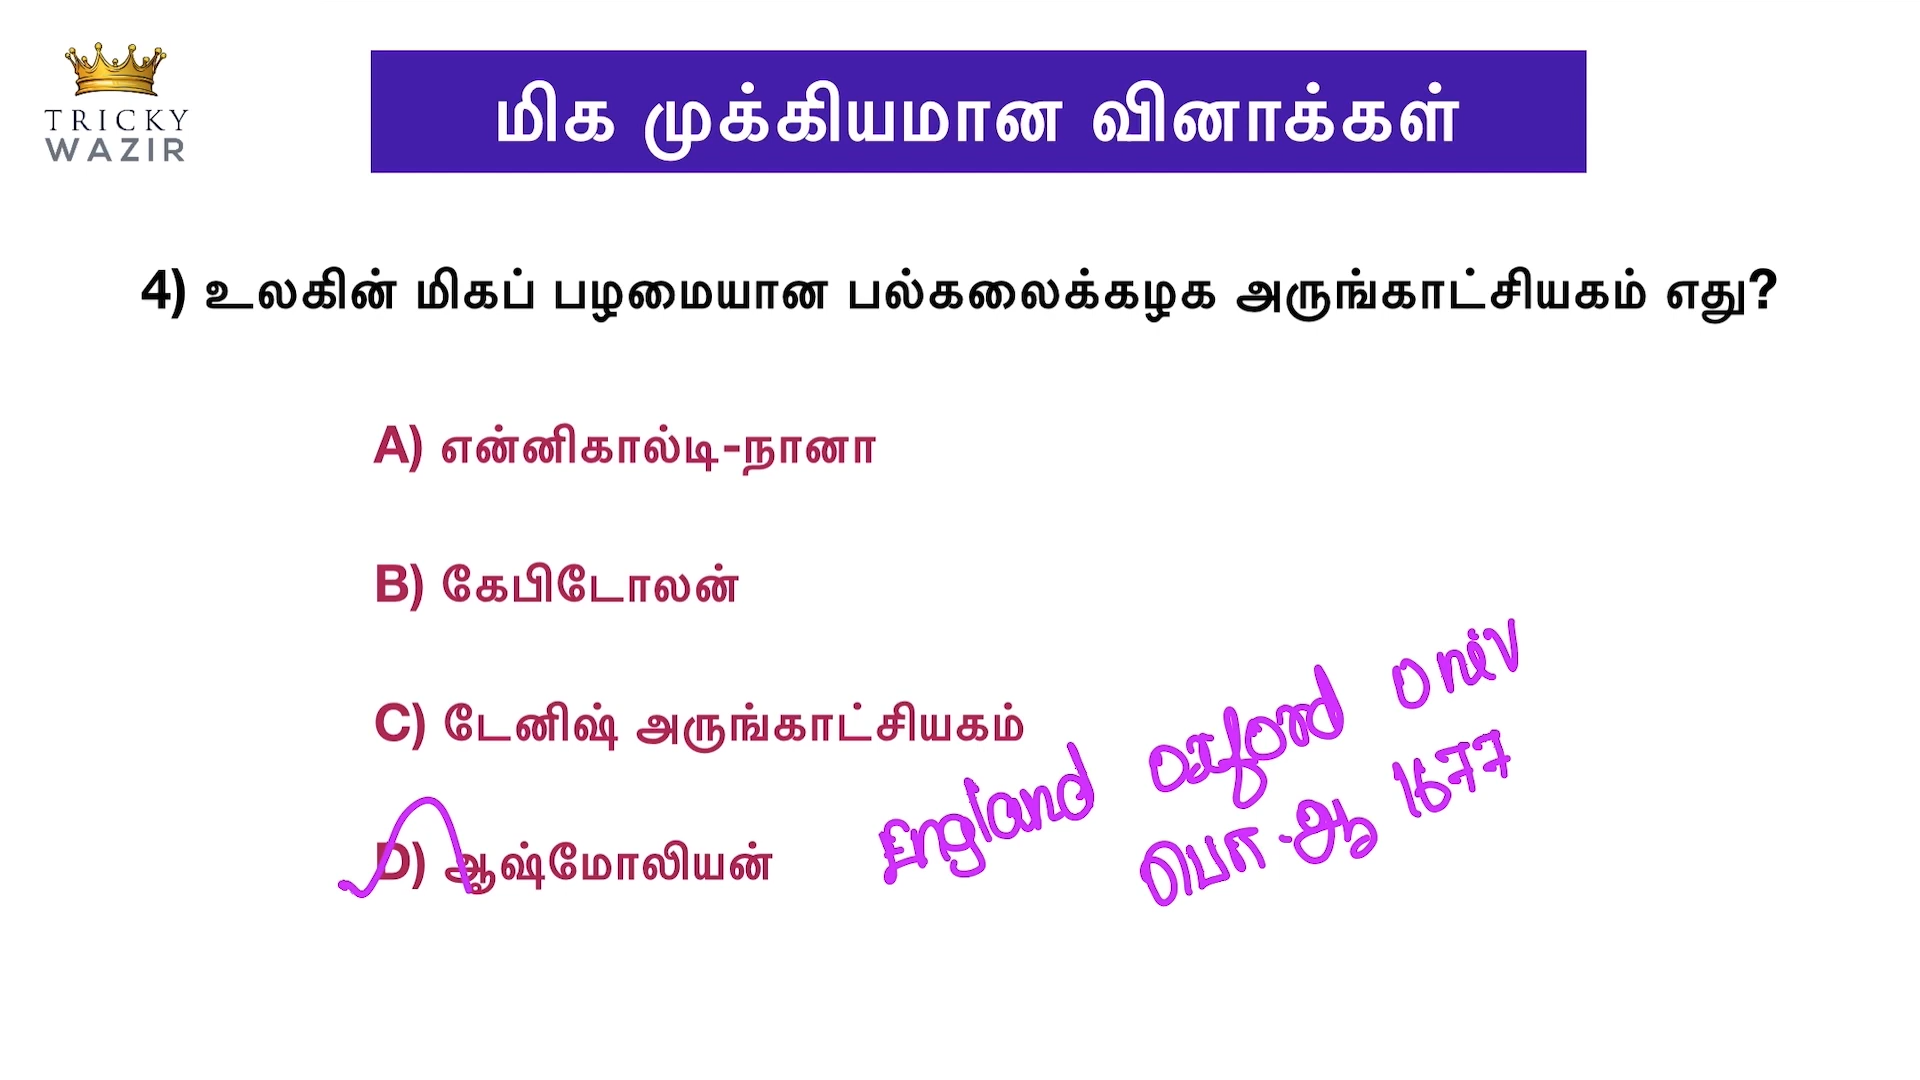 TRICKY
WAZIR
மிக முக்கியமான வினாக்கள்
4) உலகின் மிகப் பழமையான பல்கலைக்கழக அருங்காட்சியகம் எது?
A) என்னிகால்டி-நானா
B) கேபிடோலன்
C) டேனிஷ் அருங்காட்சியகம்
D) ஆஷ்மோலியன்
England oxford Univ
பொ.ஆ 1677